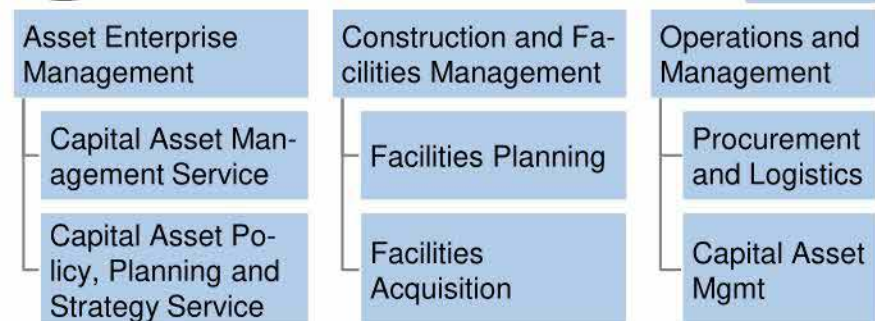 Asset Enterprise
Management
Construction and Fa-
cilities Management
Operations and
Management
Capital Asset Man-
agement Service
Facilities Planning
Procurement
and Logistics
Capital Asset Po-
licy, Planning and
Strategy Service
Facilities
Acquisition
Capital Asset
Mgmt